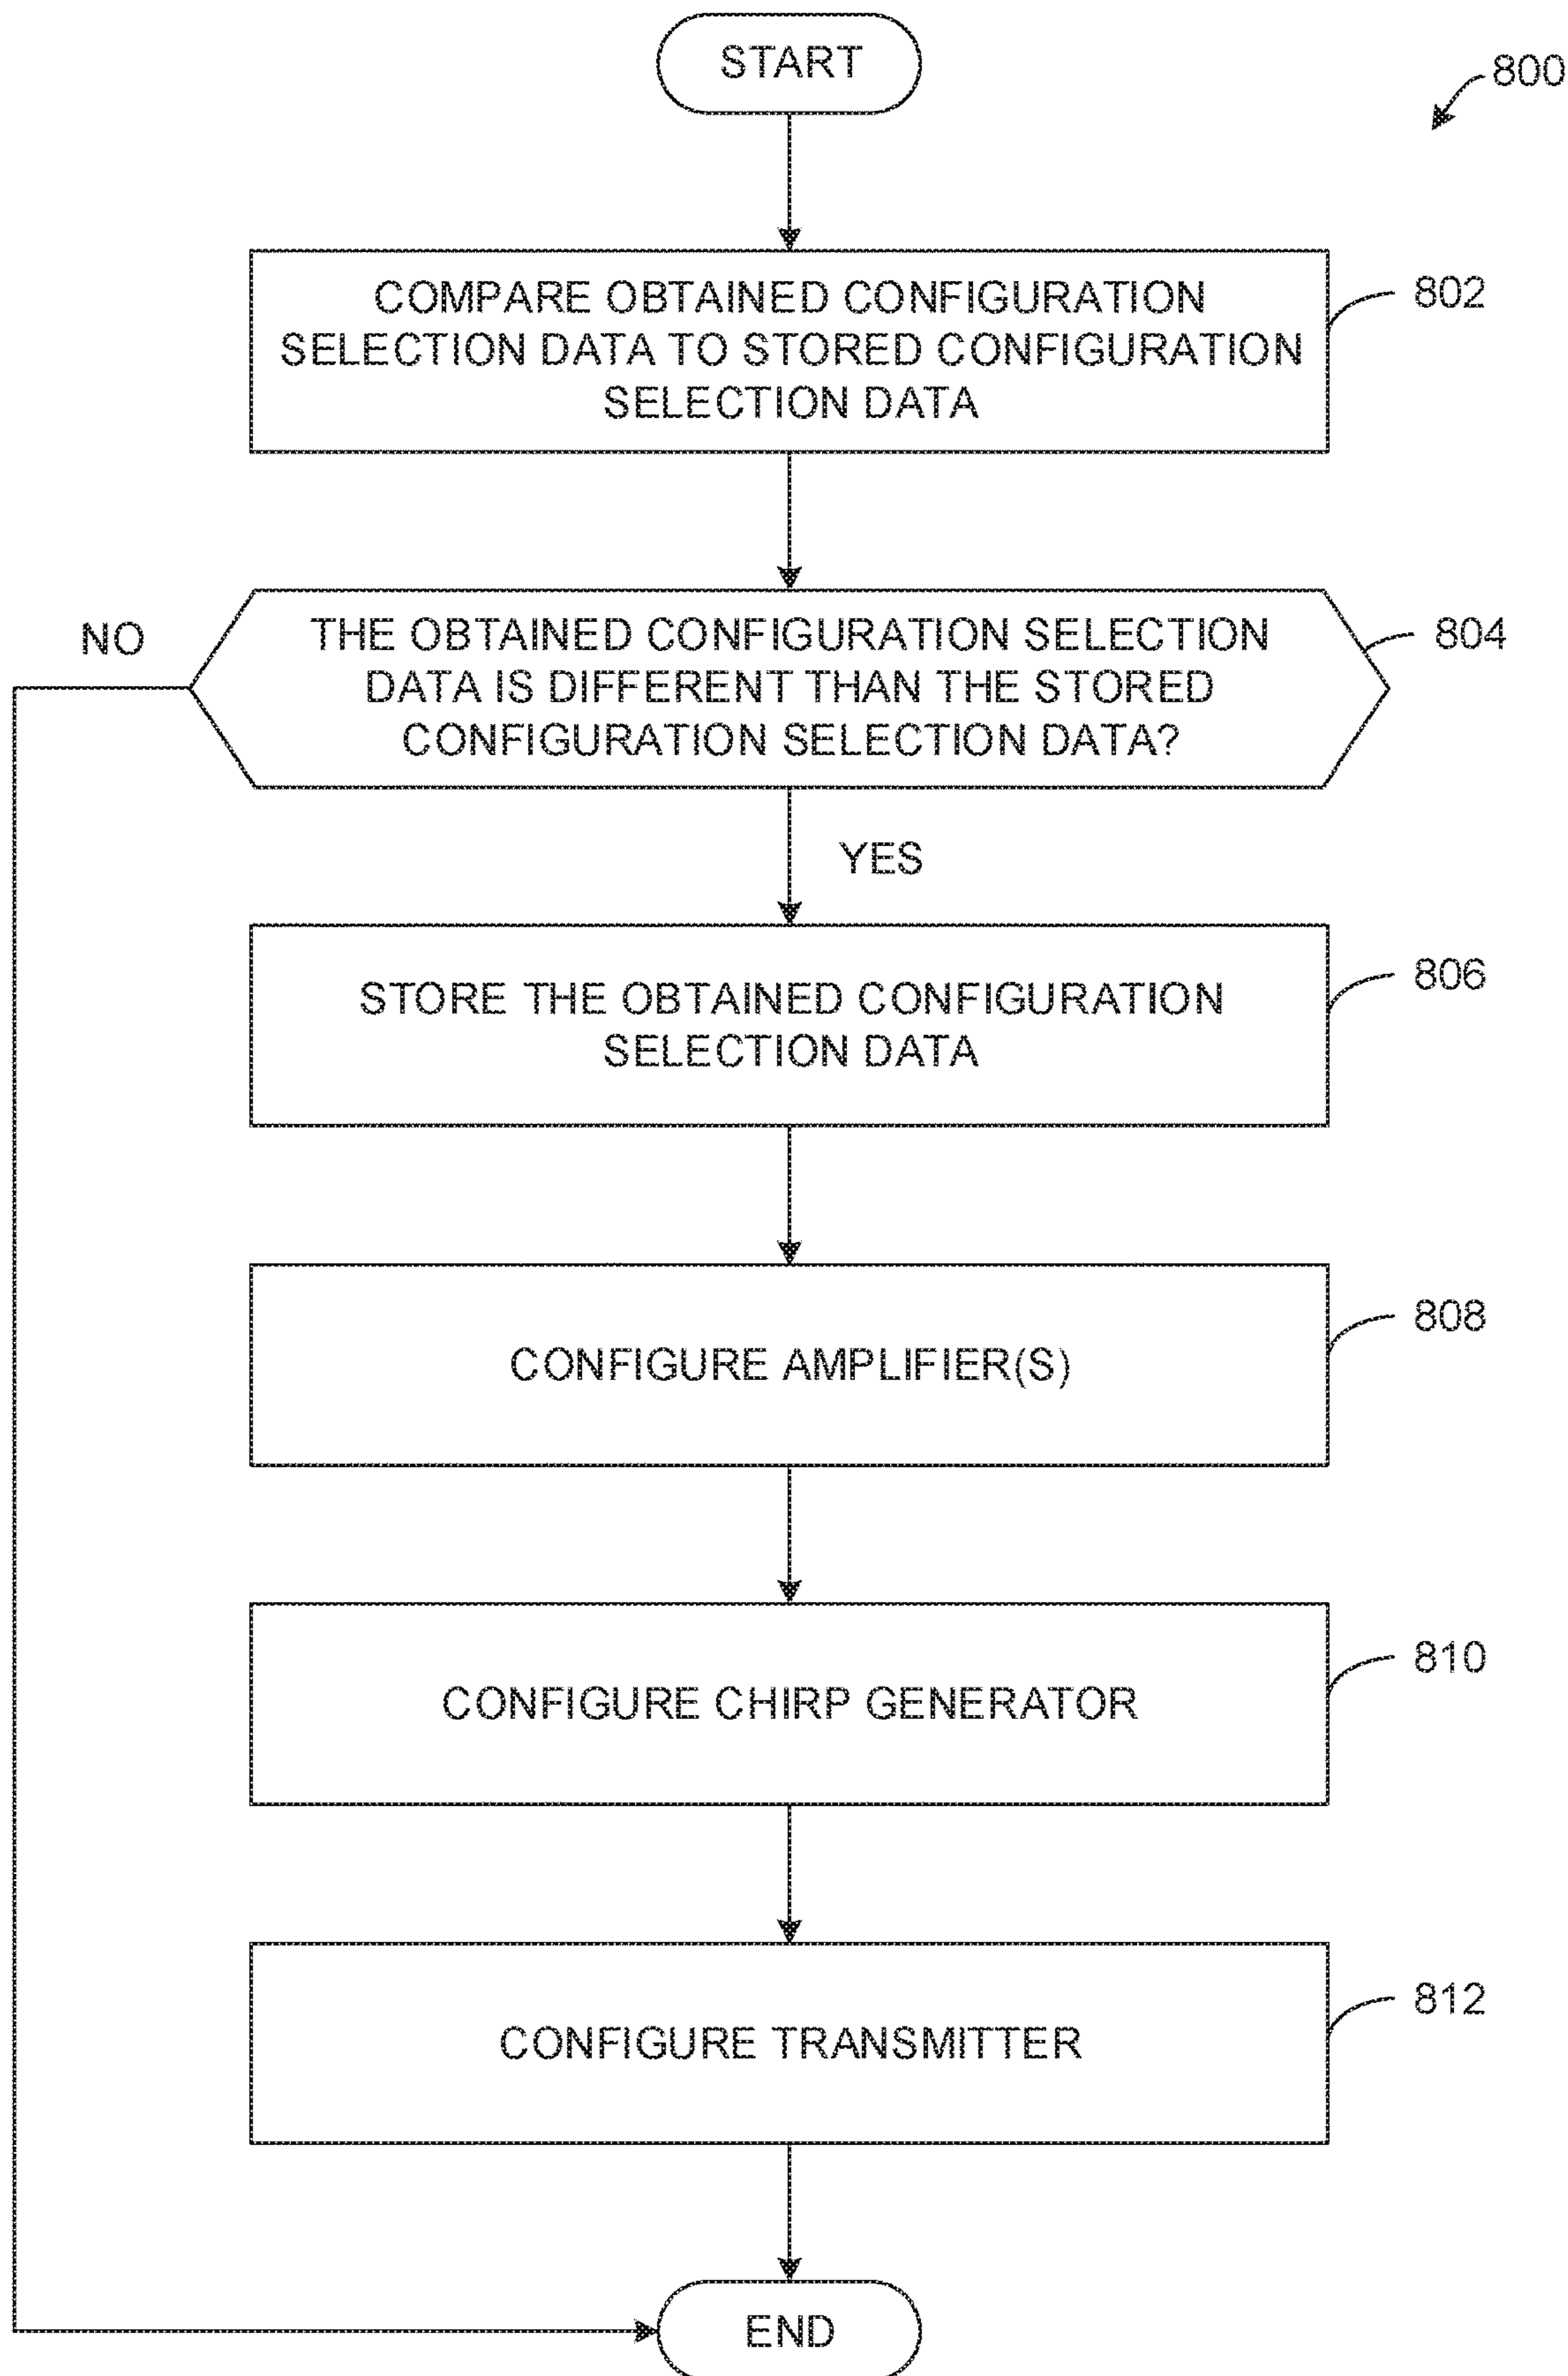 START
800
COMPARE OBTAINED CONFIGURATION
SELECTION DATA TO STORED CONFIGURATION
SELECTION DATA
802
NO
THE OBTAINED CONFIGURATION SELECTION
DATA IS DIFFERENT THAN THE STORED
CONFIGURATION SELECTION DATA?
804
YES
STORE THE OBTAINED CONFIGURATION
SELECTION DATA
806
CONFIGURE AMPLIFIER(S)
808
CONFIGURE CHIRP GENERATOR
810
CONFIGURE TRANSMITTER
812
END